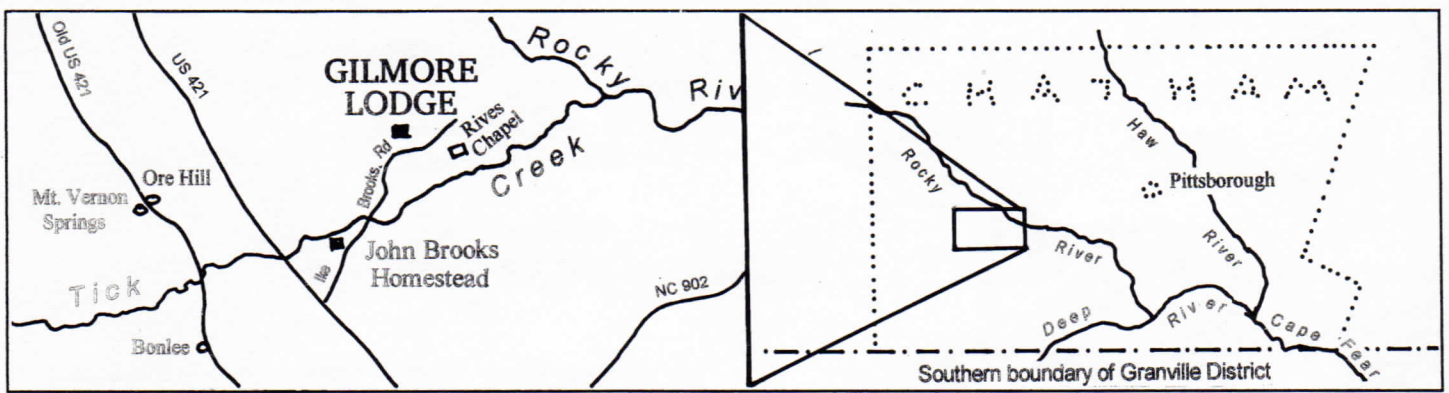 Old US 421
US 421
GILMORE
LODGE
Rocky
Riv
Rives
Chapel
Ike Brooks Rd
Creek
Ore Hill
Mt. Vernon
Springs
John Brooks
Homestead
Tick
Bonlee
NC 902
CHATHAM
Haw
River
Rocky
River
Pittsborough
Deep
River
Cape Fear
Southern boundary of Granville District